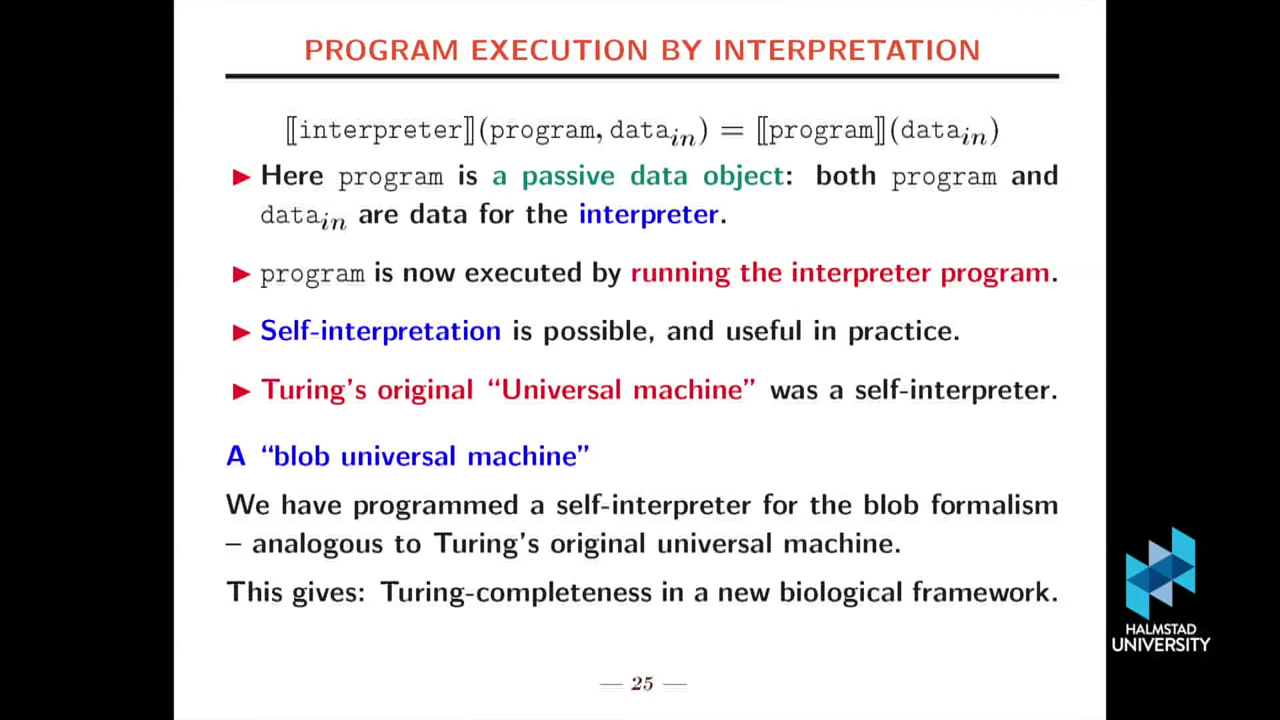 PROGRAM EXECUTION BY INTERPRETATION
⟦interpreter⟧(program, data_in) = ⟦program⟧(data_in)
▶ Here program is a passive data object: both program and
data_in are data for the interpreter.
▶ program is now executed by running the interpreter program.
▶ Self-interpretation is possible, and useful in practice.
▶ Turing's original “Universal machine” was a self-interpreter.
A “blob universal machine”
We have programmed a self-interpreter for the blob formalism
– analogous to Turing's original universal machine.
This gives: Turing-completeness in a new biological framework.
— 25 —
HALMSTAD
UNIVERSITY